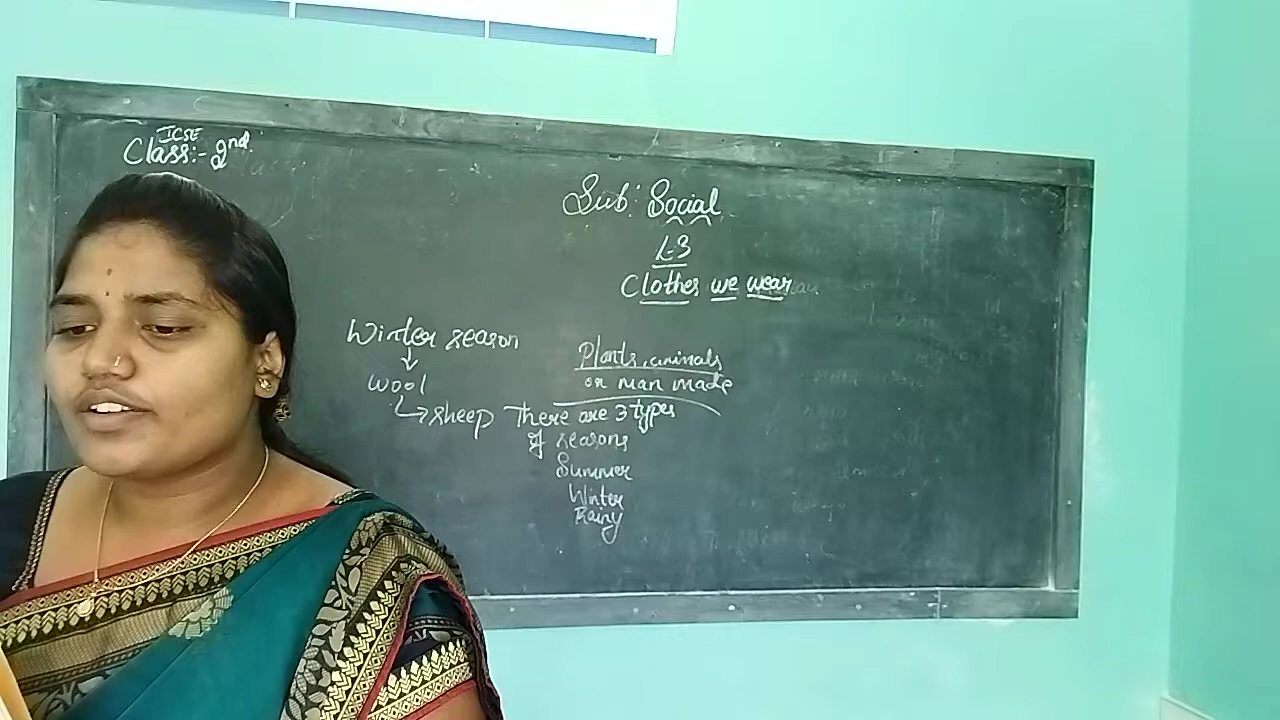 ICSE
Class:- 2nd
Sub: Social
L-3
Clothes we wear
Winter season
↓
wool
↳ sheep
Plants, animals
or man made
There are 3 types
of seasons
Summer
Winter
Rainy